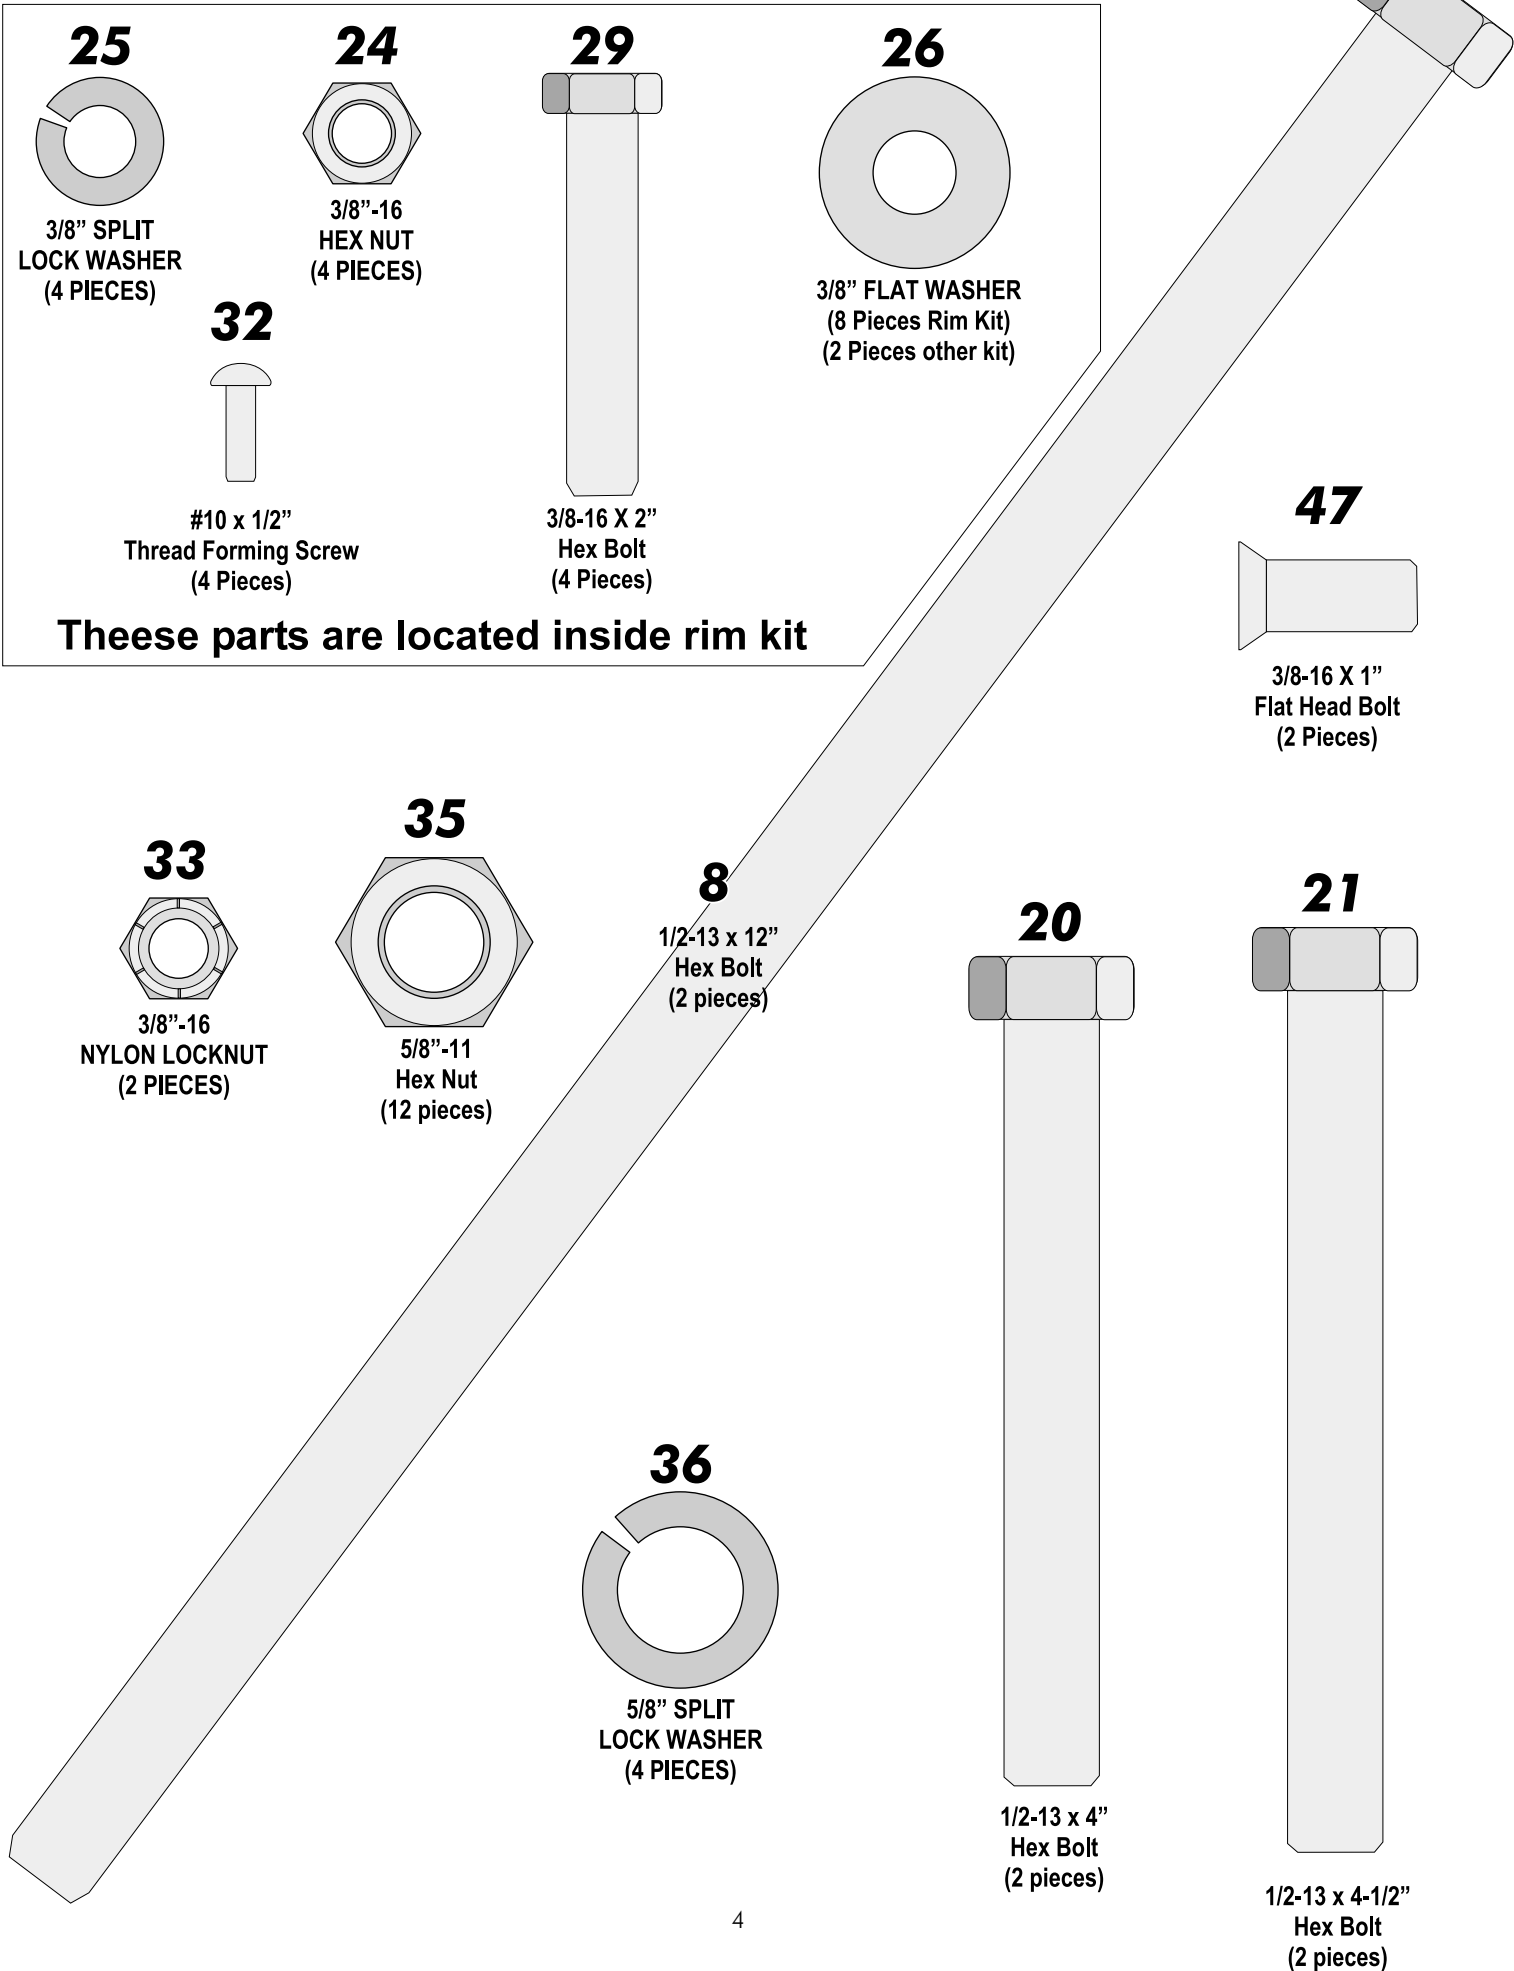 25
3/8” SPLIT
LOCK WASHER
(4 PIECES)
24
3/8”-16
HEX NUT
(4 PIECES)
29
3/8-16 X 2”
Hex Bolt
(4 Pieces)
26
3/8” FLAT WASHER
(8 Pieces Rim Kit)
(2 Pieces other kit)
32
#10 x 1/2”
Thread Forming Screw
(4 Pieces)
Theese parts are located inside rim kit
47
3/8-16 X 1”
Flat Head Bolt
(2 Pieces)
33
3/8”-16
NYLON LOCKNUT
(2 PIECES)
35
5/8”-11
Hex Nut
(12 pieces)
8
1/2-13 x 12”
Hex Bolt
(2 pieces)
20
1/2-13 x 4”
Hex Bolt
(2 pieces)
21
1/2-13 x 4-1/2”
Hex Bolt
(2 pieces)
36
5/8” SPLIT
LOCK WASHER
(4 PIECES)
4